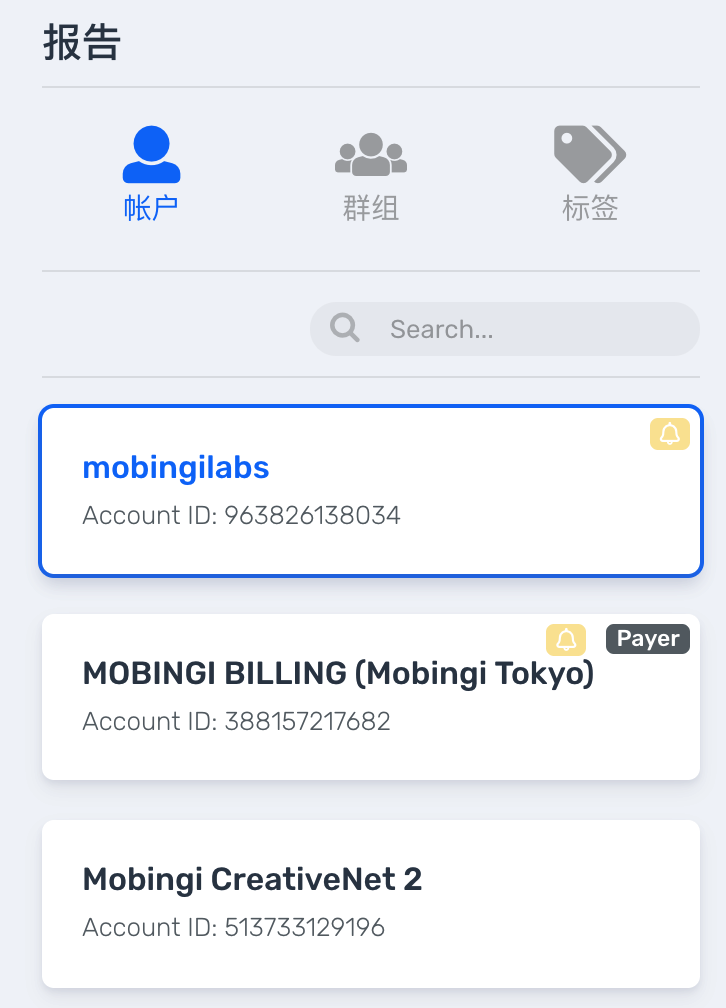 报告
帐户
群组
标签
Search...
mobingilabs
Account ID: 963826138034
Payer
MOBINGI BILLING (Mobingi Tokyo)
Account ID: 388157217682
Mobingi CreativeNet 2
Account ID: 513733129196